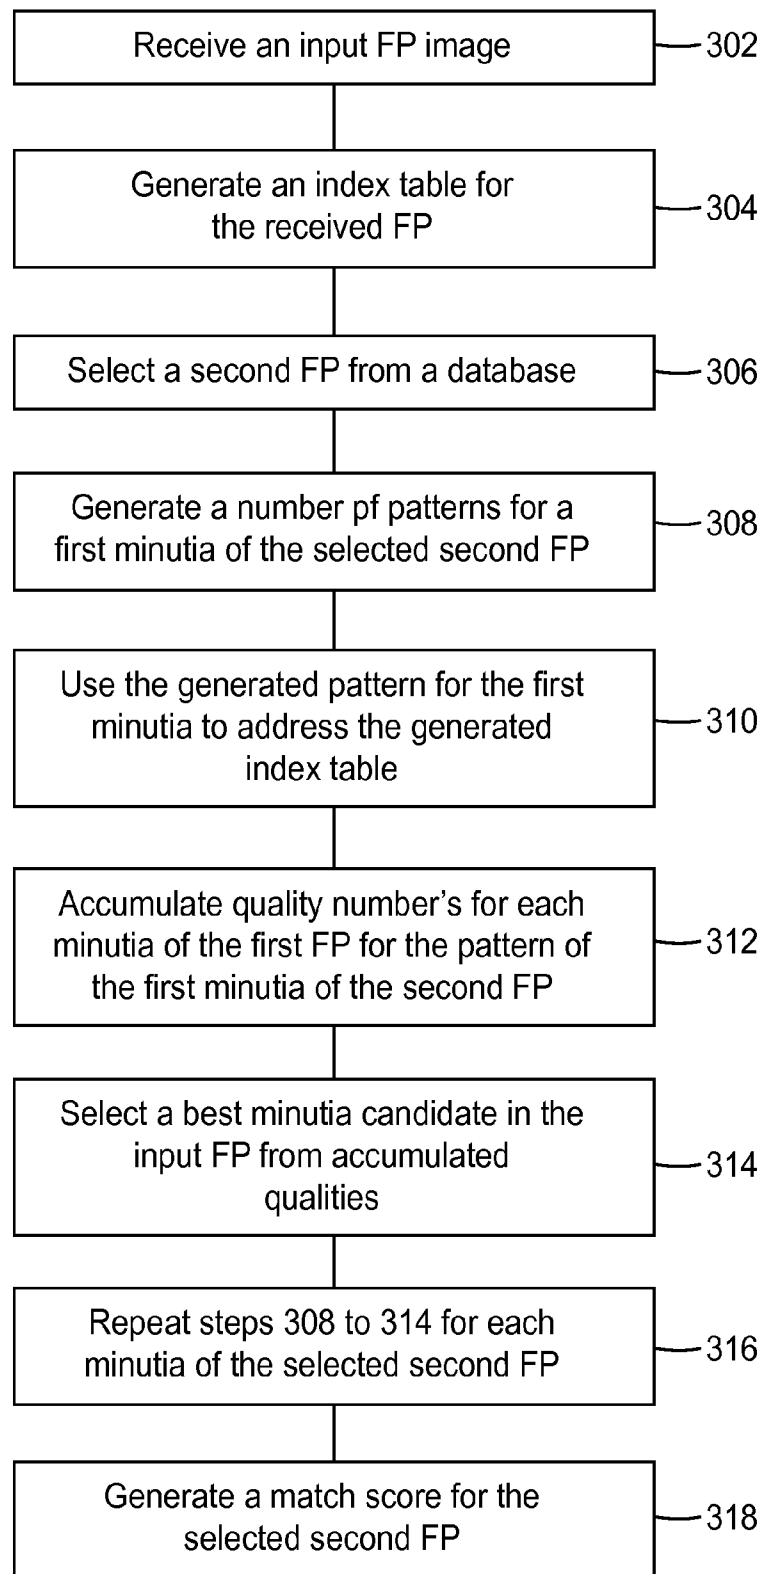 Receive an input FP image
302
Generate an index table for
the received FP
304
Select a second FP from a database
306
Generate a number pf patterns for a
first minutia of the selected second FP
308
Use the generated pattern for the first
minutia to address the generated
index table
310
Accumulate quality number's for each
minutia of the first FP for the pattern of
the first minutia of the second FP
312
Select a best minutia candidate in the
input FP from accumulated
qualities
314
Repeat steps 308 to 314 for each
minutia of the selected second FP
316
Generate a match score for the
selected second FP
318